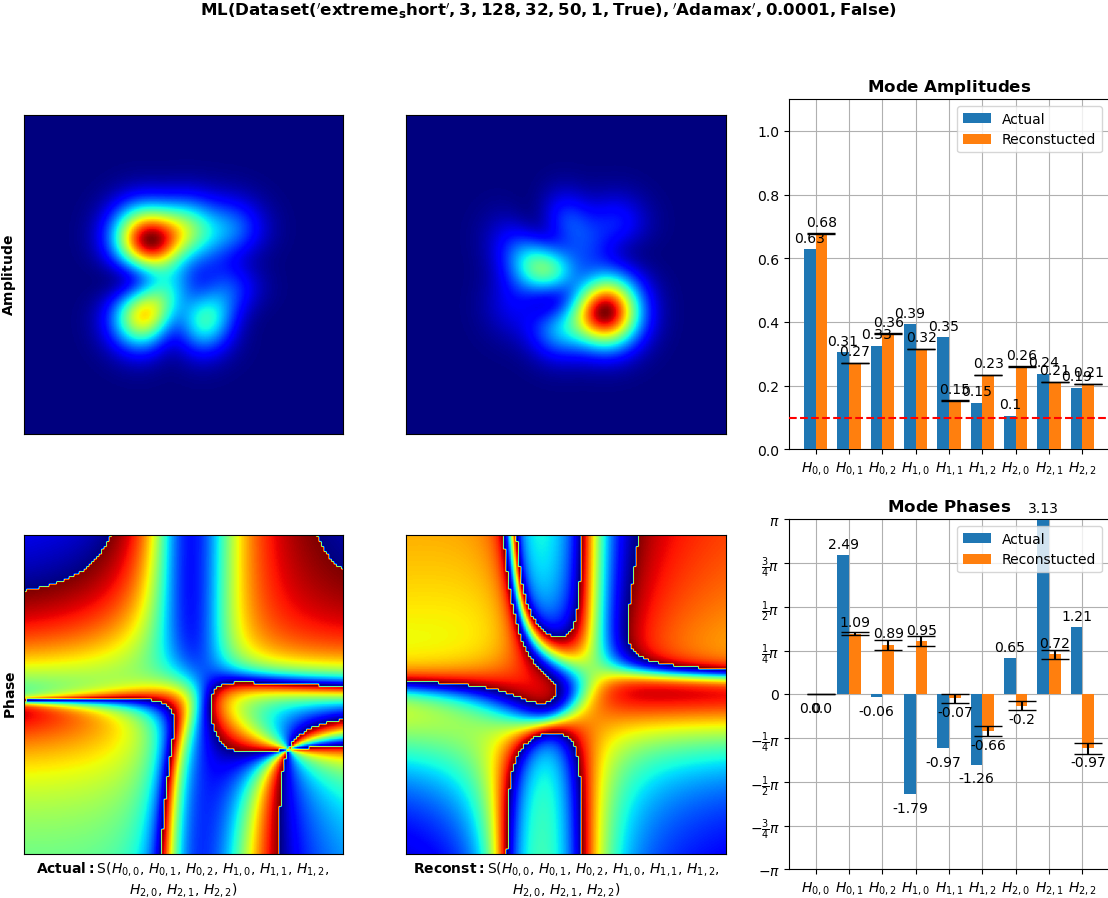 ML(Dataset('extreme_short', 3, 128, 32, 50, 1, True), 'Adamax', 0.0001, False)
Amplitude
Mode Amplitudes
Actual
Reconstucted
1.0
0.8
0.6
0.4
0.2
0.0
0.63
0.68
0.31
0.27
0.33
0.36
0.39
0.32
0.35
0.15
0.15
0.23
0.1
0.26
0.24
0.21
0.19
0.21
H0,0 H0,1 H0,2 H1,0 H1,1 H1,2 H2,0 H2,1 H2,2
Phase
Mode Phases
Actual
Reconstucted
π
3/4π
1/2π
1/4π
0
−1/4π
−1/2π
−3/4π
−π
0.0
0.0
2.49
1.09
-0.06
0.89
-1.79
0.95
-0.97
-0.07
-1.26
-0.66
0.65
-0.2
3.13
0.72
1.21
-0.97
H0,0 H0,1 H0,2 H1,0 H1,1 H1,2 H2,0 H2,1 H2,2
Actual: S(H0,0, H0,1, H0,2, H1,0, H1,1, H1,2,
H2,0, H2,1, H2,2)
Reconst: S(H0,0, H0,1, H0,2, H1,0, H1,1, H1,2,
H2,0, H2,1, H2,2)